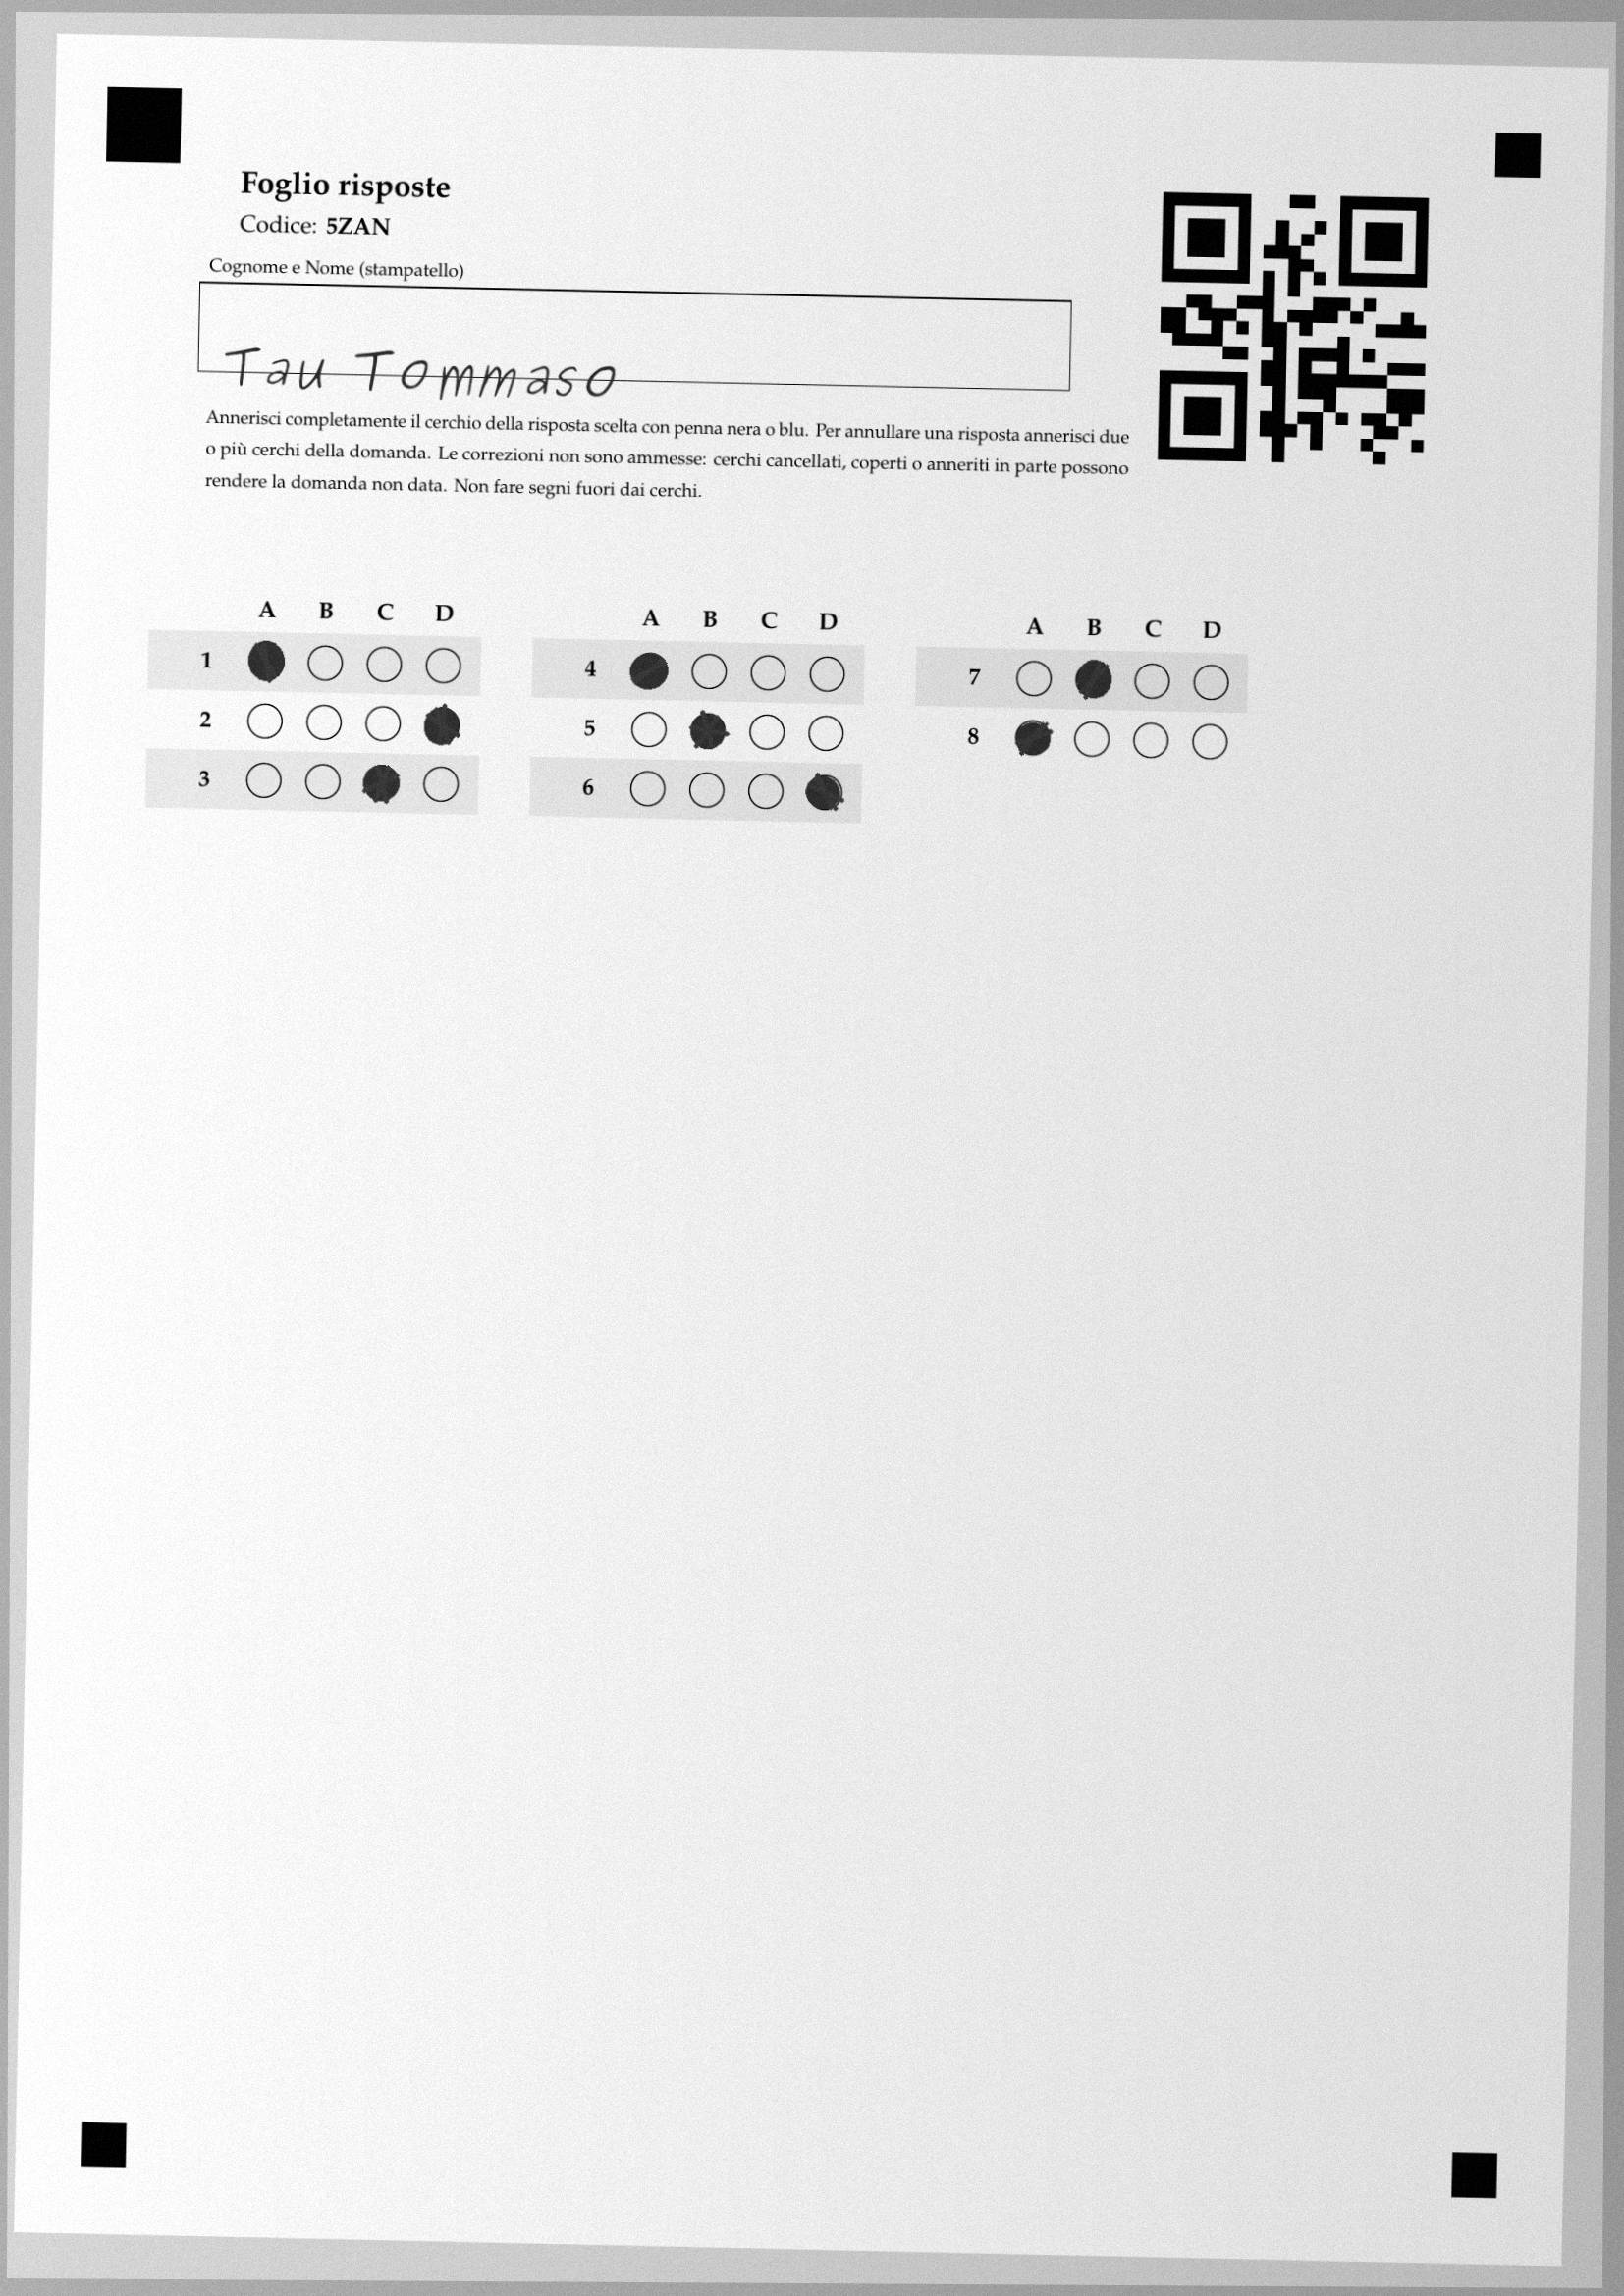 Foglio risposte
Codice: 5ZAN
Cognome e Nome (stampatello)
Tau Tommaso
Annerisci completamente il cerchio della risposta scelta con penna nera o blu. Per annullare una risposta annerisci due
o più cerchi della domanda. Le correzioni non sono ammesse: cerchi cancellati, coperti o anneriti in parte possono
rendere la domanda non data. Non fare segni fuori dai cerchi.
A B C D
1
2
3
A B C D
4
5
6
A B C D
7
8